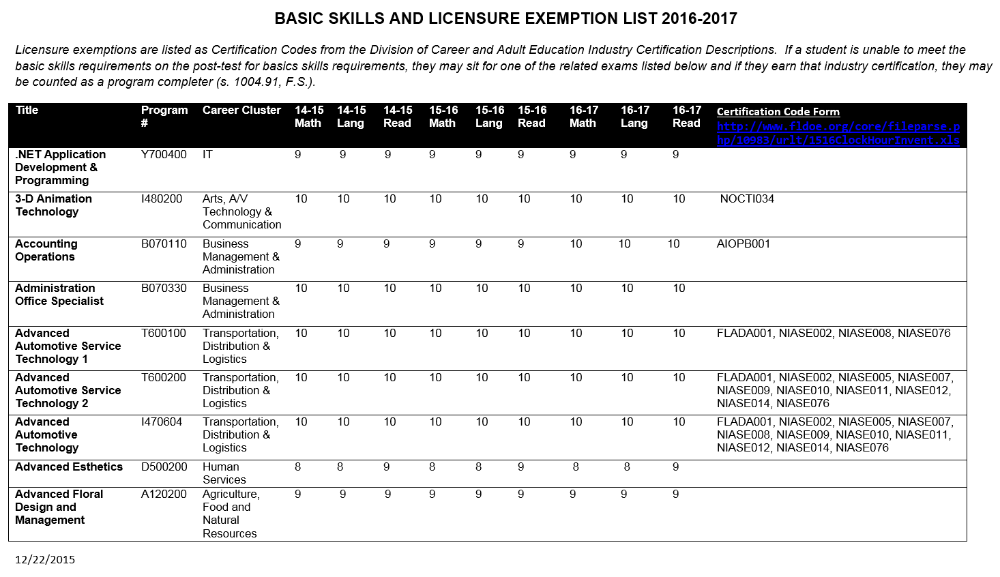 BASIC SKILLS AND LICENSURE EXEMPTION LIST 2016-2017
Licensure exemptions are listed as Certification Codes from the Division of Career and Adult Education Industry Certification Descriptions.  If a student is unable to meet the
basic skills requirements on the post-test for basics skills requirements, they may sit for one of the related exams listed below and if they earn that industry certification, they may
be counted as a program completer (s. 1004.91, F.S.).
Title Program Career Cluster 14-15 14-15 14-15 15-16 15-16 15-16 16-17 16-17 16-17 Certification Code Form
# Math Lang Read Math Lang Read Math Lang Read http://www.fldoe.org/core/fileparse.p
hp/10983/urlt/1516ClockHourInvent.xls
.NET Application Y700400 IT 9 9 9 9 9 9 9 9 9
Development &
Programming
3-D Animation I480200 Arts, A/V 10 10 10 10 10 10 10 10 10 NOCTI034
Technology Technology &
Communication
Accounting B070110 Business 9 9 9 9 9 9 10 10 10 AIOPB001
Operations Management &
Administration
Administration B070330 Business 10 10 10 10 10 10 10 10 10
Office Specialist Management &
Administration
Advanced T600100 Transportation, 10 10 10 10 10 10 10 10 10 FLADA001, NIASE002, NIASE008, NIASE076
Automotive Service Distribution &
Technology 1 Logistics
Advanced T600200 Transportation, 10 10 10 10 10 10 10 10 10 FLADA001, NIASE002, NIASE005, NIASE007,
Automotive Service Distribution & NIASE009, NIASE010, NIASE011, NIASE012,
Technology 2 Logistics NIASE014, NIASE076
Advanced I470604 Transportation, 10 10 10 10 10 10 10 10 10 FLADA001, NIASE002, NIASE005, NIASE007,
Automotive Distribution & NIASE008, NIASE009, NIASE010, NIASE011,
Technology Logistics NIASE012, NIASE014, NIASE076
Advanced Esthetics D500200 Human 8 8 9 8 8 9 8 8 9
Services
Advanced Floral A120200 Agriculture, 9 9 9 9 9 9 9 9 9
Design and Food and
Management Natural
Resources
12/22/2015